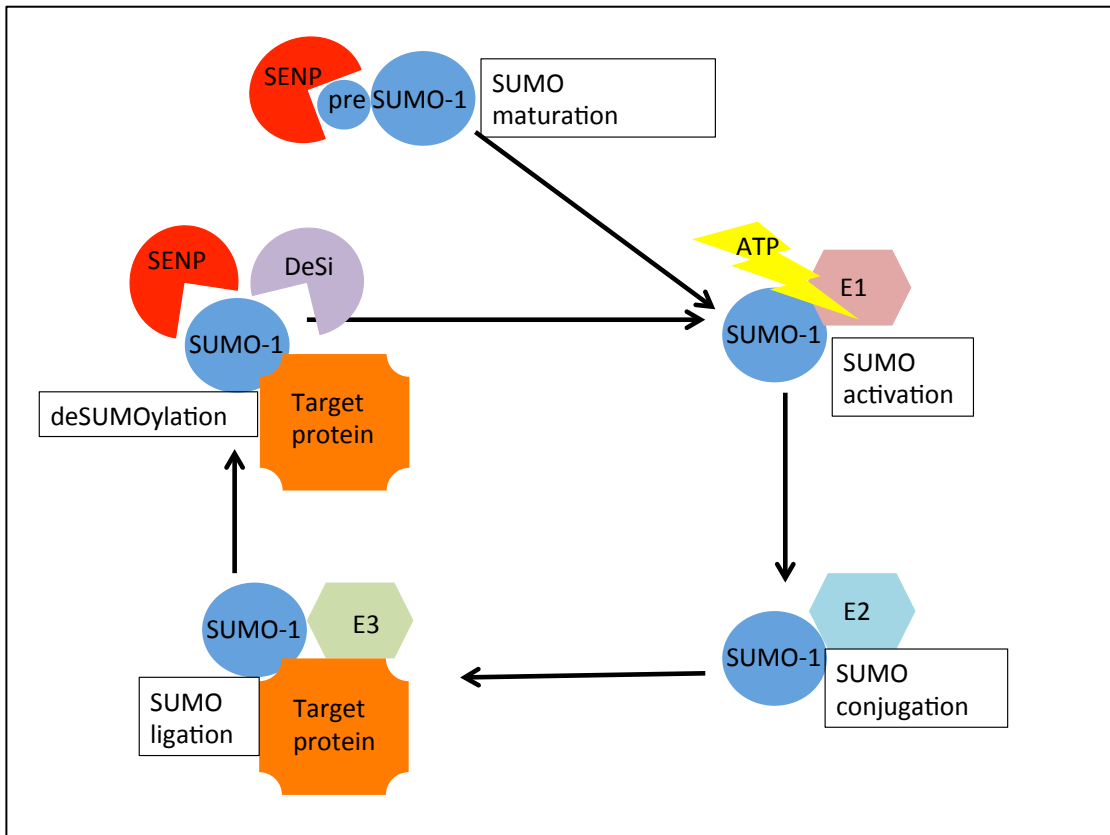 SENP
pre SUMO-1
SUMO
maturation
SENP
DeSi
SUMO-1
deSUMOylation
Target
protein
ATP
E1
SUMO-1
SUMO
activation
SUMO-1
E3
SUMO
ligation
Target
protein
E2
SUMO-1
SUMO
conjugation